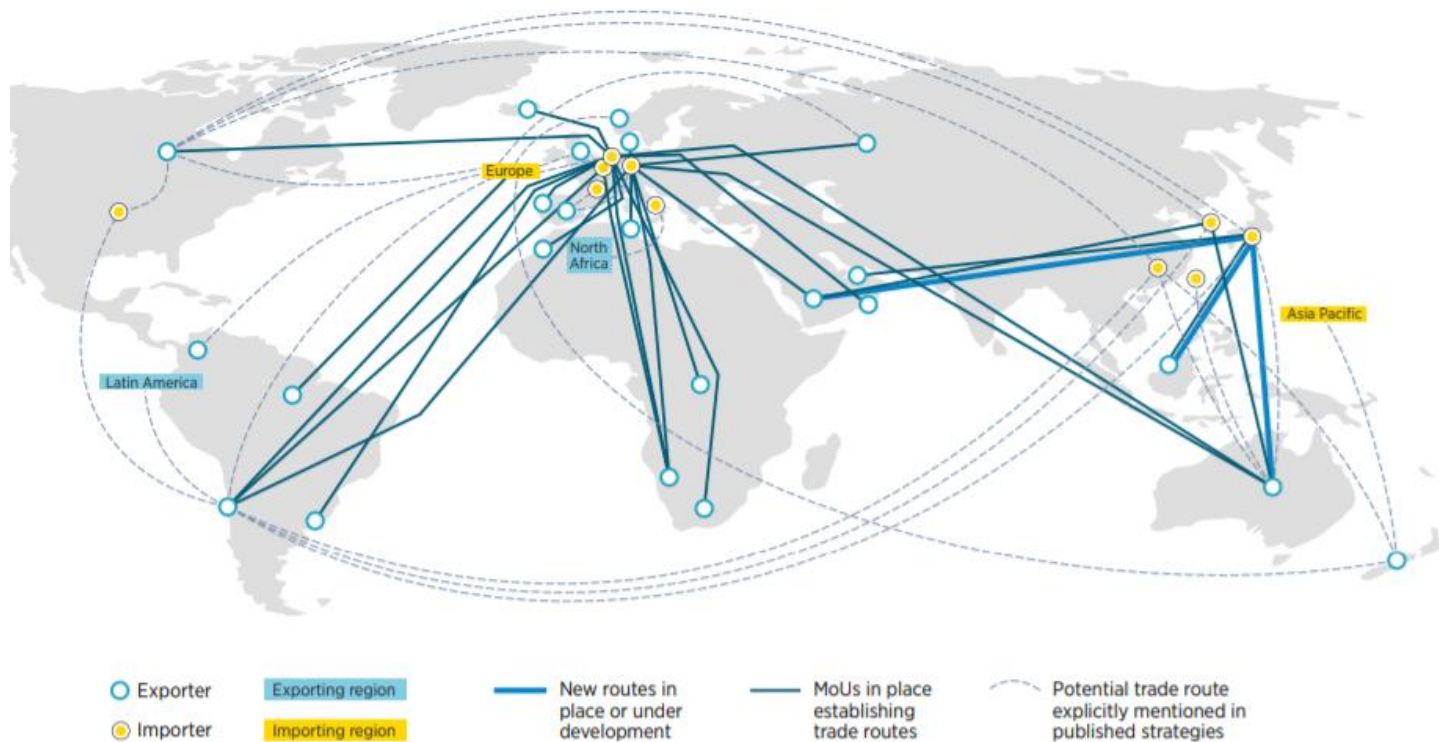 Europe
North
Africa
Asia Pacific
Latin America
Exporter
Exporting region
New routes in
place or under
development
MoUs in place
establishing
trade routes
Potential trade route
explicitly mentioned in
published strategies
Importer
Importing region